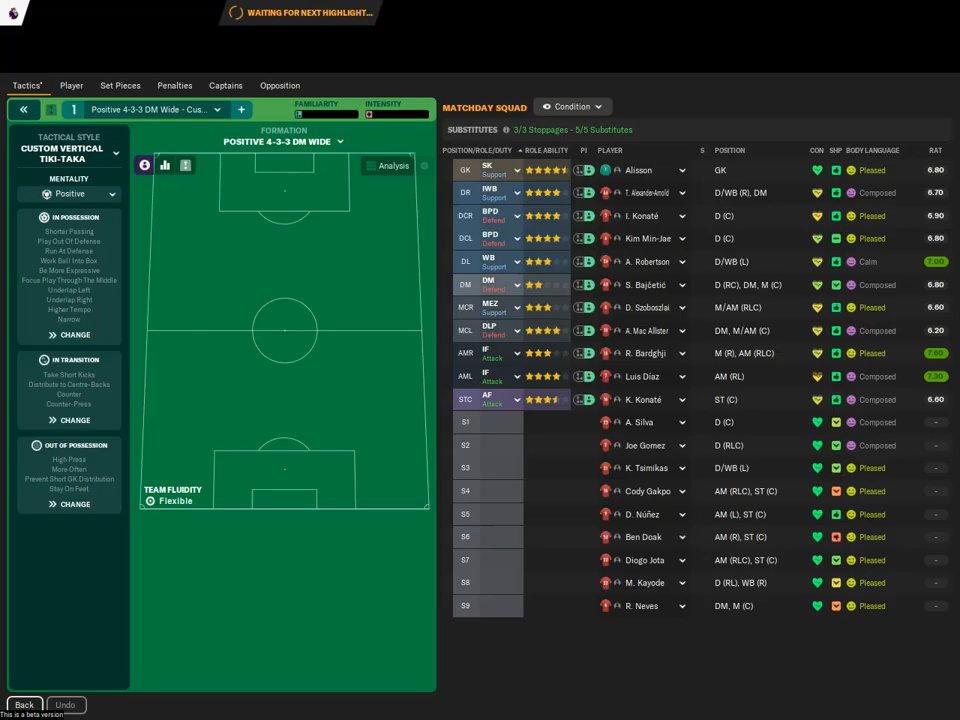 WAITING FOR NEXT HIGHLIGHT...
Tactics* Player Set Pieces Penalties Captains Opposition
1 Positive 4-3-3 DM Wide - Cus... + FAMILIARITY INTENSITY
TACTICAL STYLE
CUSTOM VERTICAL
TIKI-TAKA
MENTALITY
Positive
IN POSSESSION
Shorter Passing
Play Out Of Defense
Run At Defense
Work Ball Into Box
Be More Expressive
Focus Play Through The Middle
Underlap Left
Underlap Right
Higher Tempo
Narrow
CHANGE
IN TRANSITION
Take Short Kicks
Distribute to Centre-Backs
Counter
Counter-Press
CHANGE
OUT OF POSSESSION
High Press
More Often
Prevent Short GK Distribution
Stay On Feet
CHANGE
FORMATION
POSITIVE 4-3-3 DM WIDE
Analysis
TEAM FLUIDITY
Flexible
MATCHDAY SQUAD Condition
SUBSTITUTES 3/3 Stoppages - 5/5 Substitutes
POSITION/ROLE/DUTY ROLE ABILITY PI PLAYER S POSITION CON SHP BODY LANGUAGE RAT
GK SK Support Alisson GK Pleased 6.80
DR IWB Support T. Alexander-Arnold D/WB (R), DM Composed 6.70
DCR BPD Defend I. Konaté D (C) Pleased 6.90
DCL BPD Defend Kim Min-Jae D (C) Pleased 6.80
DL WB Support A. Robertson D/WB (L) Calm 7.00
DM DM Defend S. Bajčetić D (RC), DM, M (C) Composed 6.80
MCR MEZ Support D. Szoboszlai M/AM (RLC) Pleased 6.60
MCL DLP Defend A. Mac Allister DM, M/AM (C) Composed 6.20
AMR IF Attack R. Bardghji M (R), AM (RLC) Pleased 7.60
AML IF Attack Luis Díaz AM (RL) Composed 7.30
STC AF Attack K. Konaté ST (C) Composed 6.60
S1 A. Silva D (C) Composed -
S2 Joe Gomez D (RLC) Composed -
S3 K. Tsimikas D/WB (L) Pleased -
S4 Cody Gakpo AM (RLC), ST (C) Pleased -
S5 D. Núñez AM (L), ST (C) Pleased -
S6 Ben Doak AM (R), ST (C) Pleased -
S7 Diogo Jota AM (RLC), ST (C) Pleased -
S8 M. Kayode D (RL), WB (R) Pleased -
S9 R. Neves DM, M (C) Pleased -
Back Undo
This is a beta version